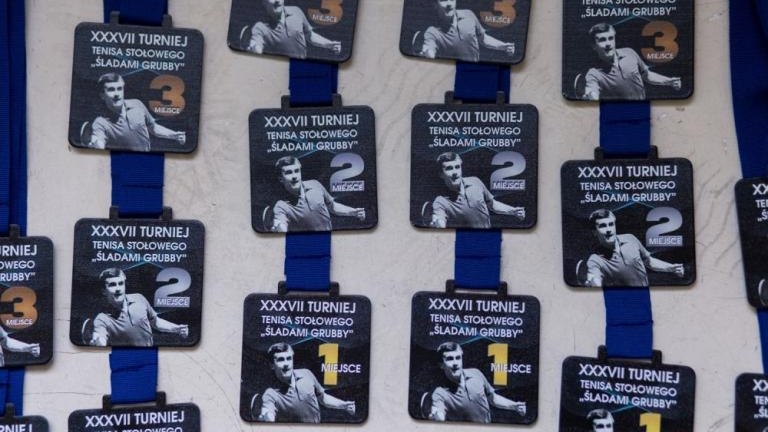 XXXVII TURNIEJ
TENISA STOŁOWEGO
„ŚLADAMI GRUBBY”
3
MIEJSCE
XXXVII TURNIEJ
TENISA STOŁOWEGO
„ŚLADAMI GRUBBY”
2
MIEJSCE
XXXVII TURNIEJ
TURNIEJ
STOŁOWEGO
GRUBBY”
3
MIEJSCE
3
MIEJSCE
XXXVII TURNIEJ
TENISA STOŁOWEGO
„ŚLADAMI GRUBBY”
2
MIEJSCE
XXXVII TURNIEJ
TENISA STOŁOWEGO
„ŚLADAMI GRUBBY”
1
MIEJSCE
3
MIEJSCE
XXXVII TURNIEJ
TENISA STOŁOWEGO
„ŚLADAMI GRUBBY”
2
MIEJSCE
XXXVII TURNIEJ
TENISA STOŁOWEGO
„ŚLADAMI GRUBBY”
1
MIEJSCE
TENISA STOŁOWEGO
„ŚLADAMI GRUBBY”
3
MIEJSCE
XXXVII TURNIEJ
TENISA STOŁOWEGO
„ŚLADAMI GRUBBY”
2
MIEJSCE
XXXVII TURNIEJ
TENISA STOŁOWEGO
„ŚLADAMI GRUBBY”
1